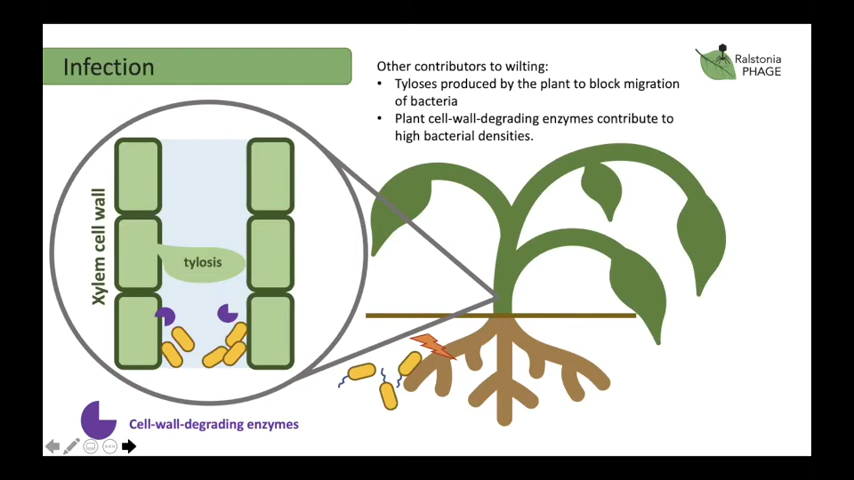 Infection
Other contributors to wilting:
• Tyloses produced by the plant to block migration
of bacteria
• Plant cell-wall-degrading enzymes contribute to
high bacterial densities.
Ralstonia
PHAGE
Xylem cell wall
tylosis
Cell-wall-degrading enzymes